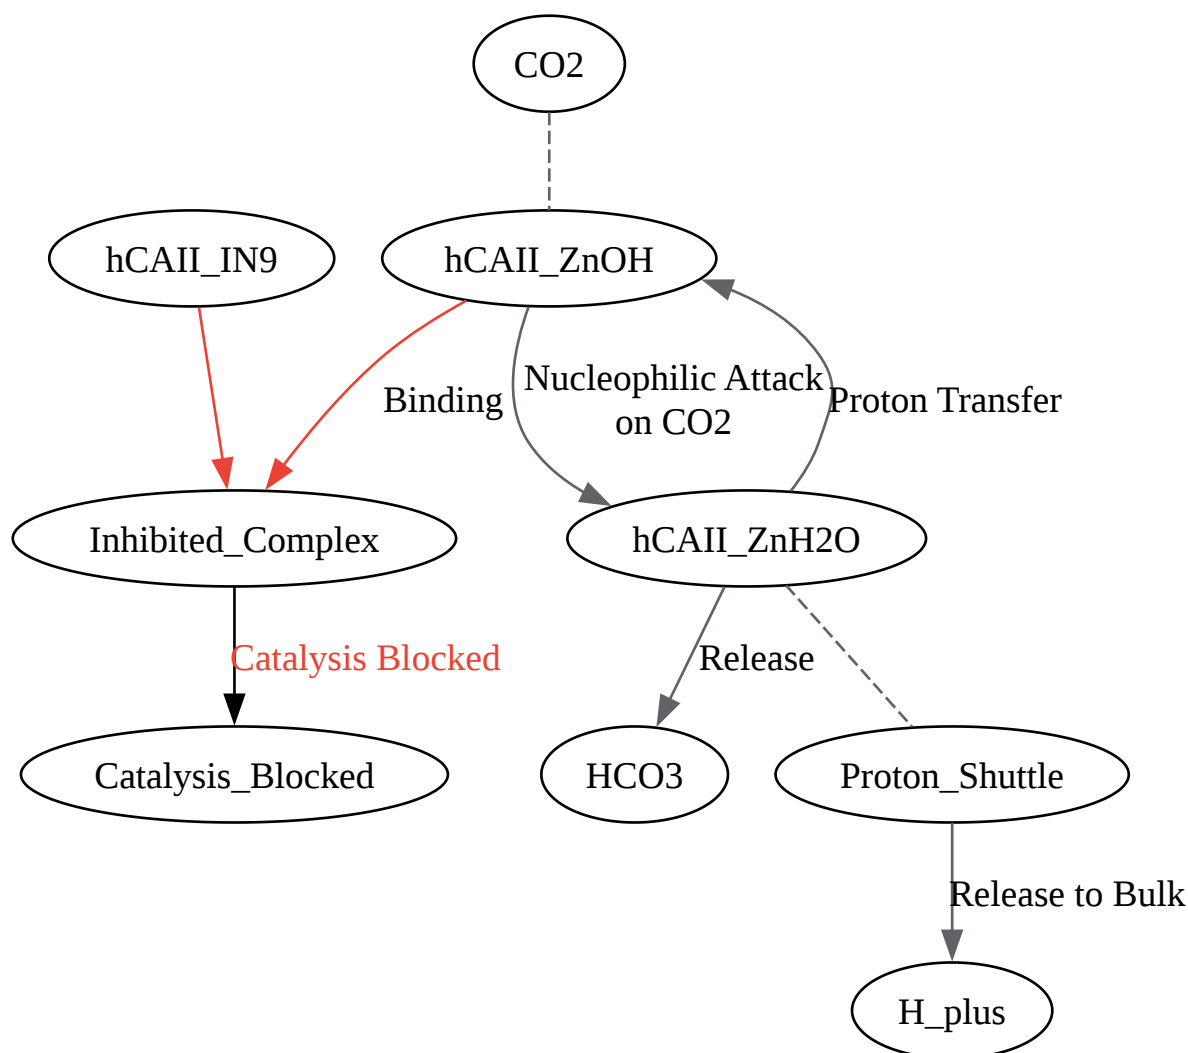 CO2
hCAII_IN9
hCAII_ZnOH
Binding
Nucleophilic Attack
on CO2
Proton Transfer
Inhibited_Complex
hCAII_ZnH2O
Catalysis Blocked
Release
Catalysis_Blocked
HCO3
Proton_Shuttle
Release to Bulk
H_plus